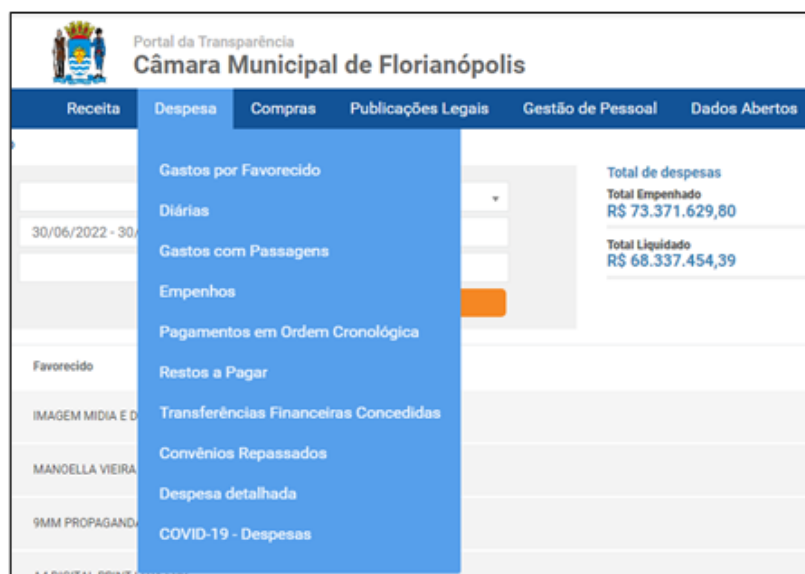 Portal da Transparência
Câmara Municipal de Florianópolis
Receita Despesa Compras Publicações Legais Gestão de Pessoal Dados Abertos
Gastos por Favorecido
Diárias
Gastos com Passagens
Empenhos
Pagamentos em Ordem Cronológica
Restos a Pagar
Transferências Financeiras Concedidas
Convênios Repassados
Despesa detalhada
COVID-19 - Despesas
30/06/2022 - 30/
Total de despesas
Total Empenhado
R$ 73.371.629,80
Total Liquidado
R$ 68.337.454,39
Favorecido
IMAGEM MIDIA E D
MANOELLA VIEIRA
9MM PROPAGANDA